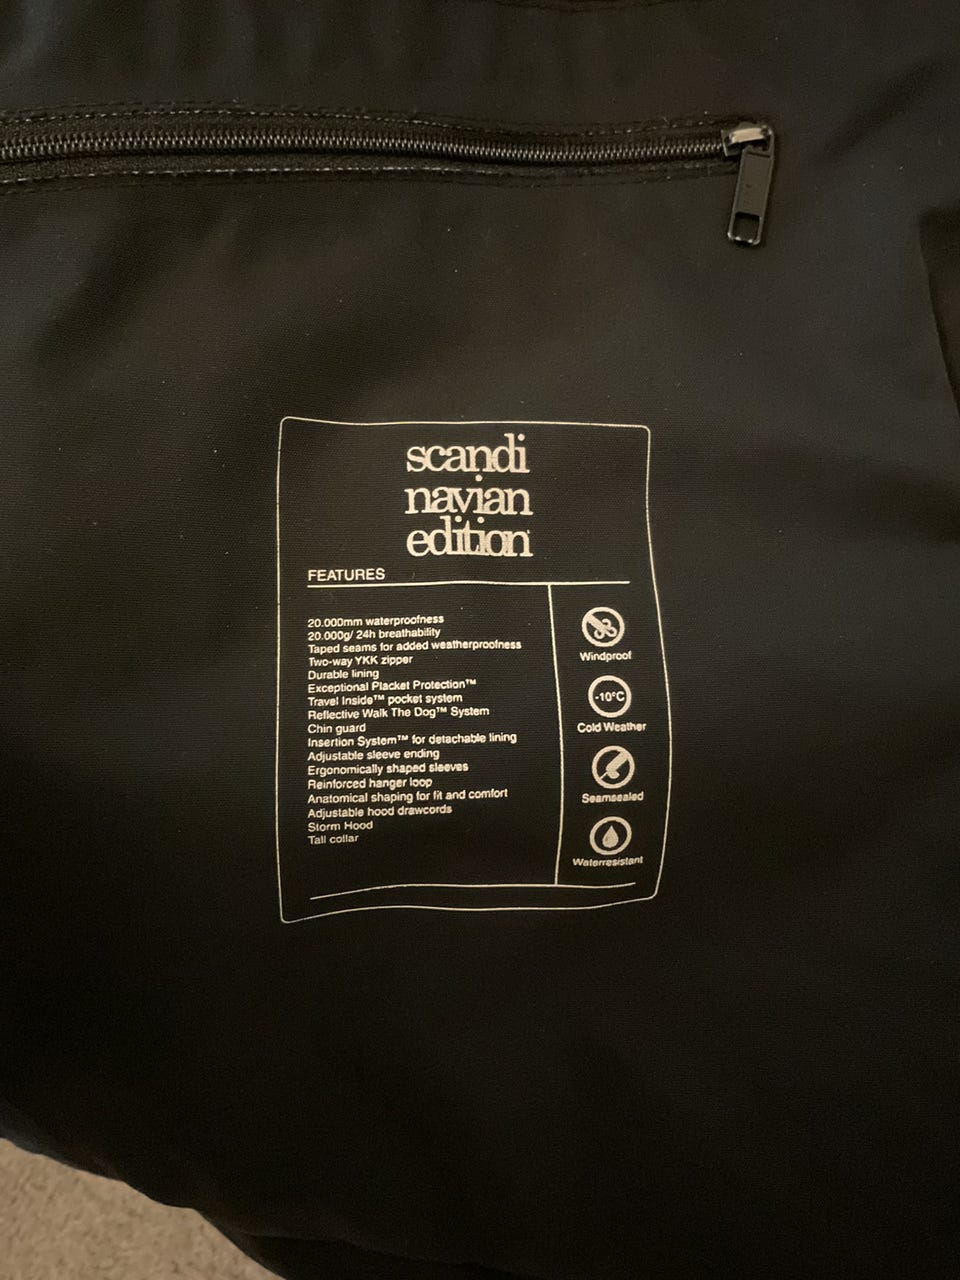 scandi
navian
edition
FEATURES
20.000mm waterproofness
20.000g/ 24h breathability
Taped seams for added weatherproofness
Two-way YKK zipper
Durable lining
Exceptional Placket Protection™
Travel Inside™ pocket system
Reflective Walk The Dog™ System
Chin guard
Insertion System™ for detachable lining
Adjustable sleeve ending
Ergonomically shaped sleeves
Reinforced hanger loop
Anatomical shaping for fit and comfort
Adjustable hood drawcords
Storm Hood
Tall collar
Windproof
-10°C
Cold Weather
Seamsealed
Waterresistant